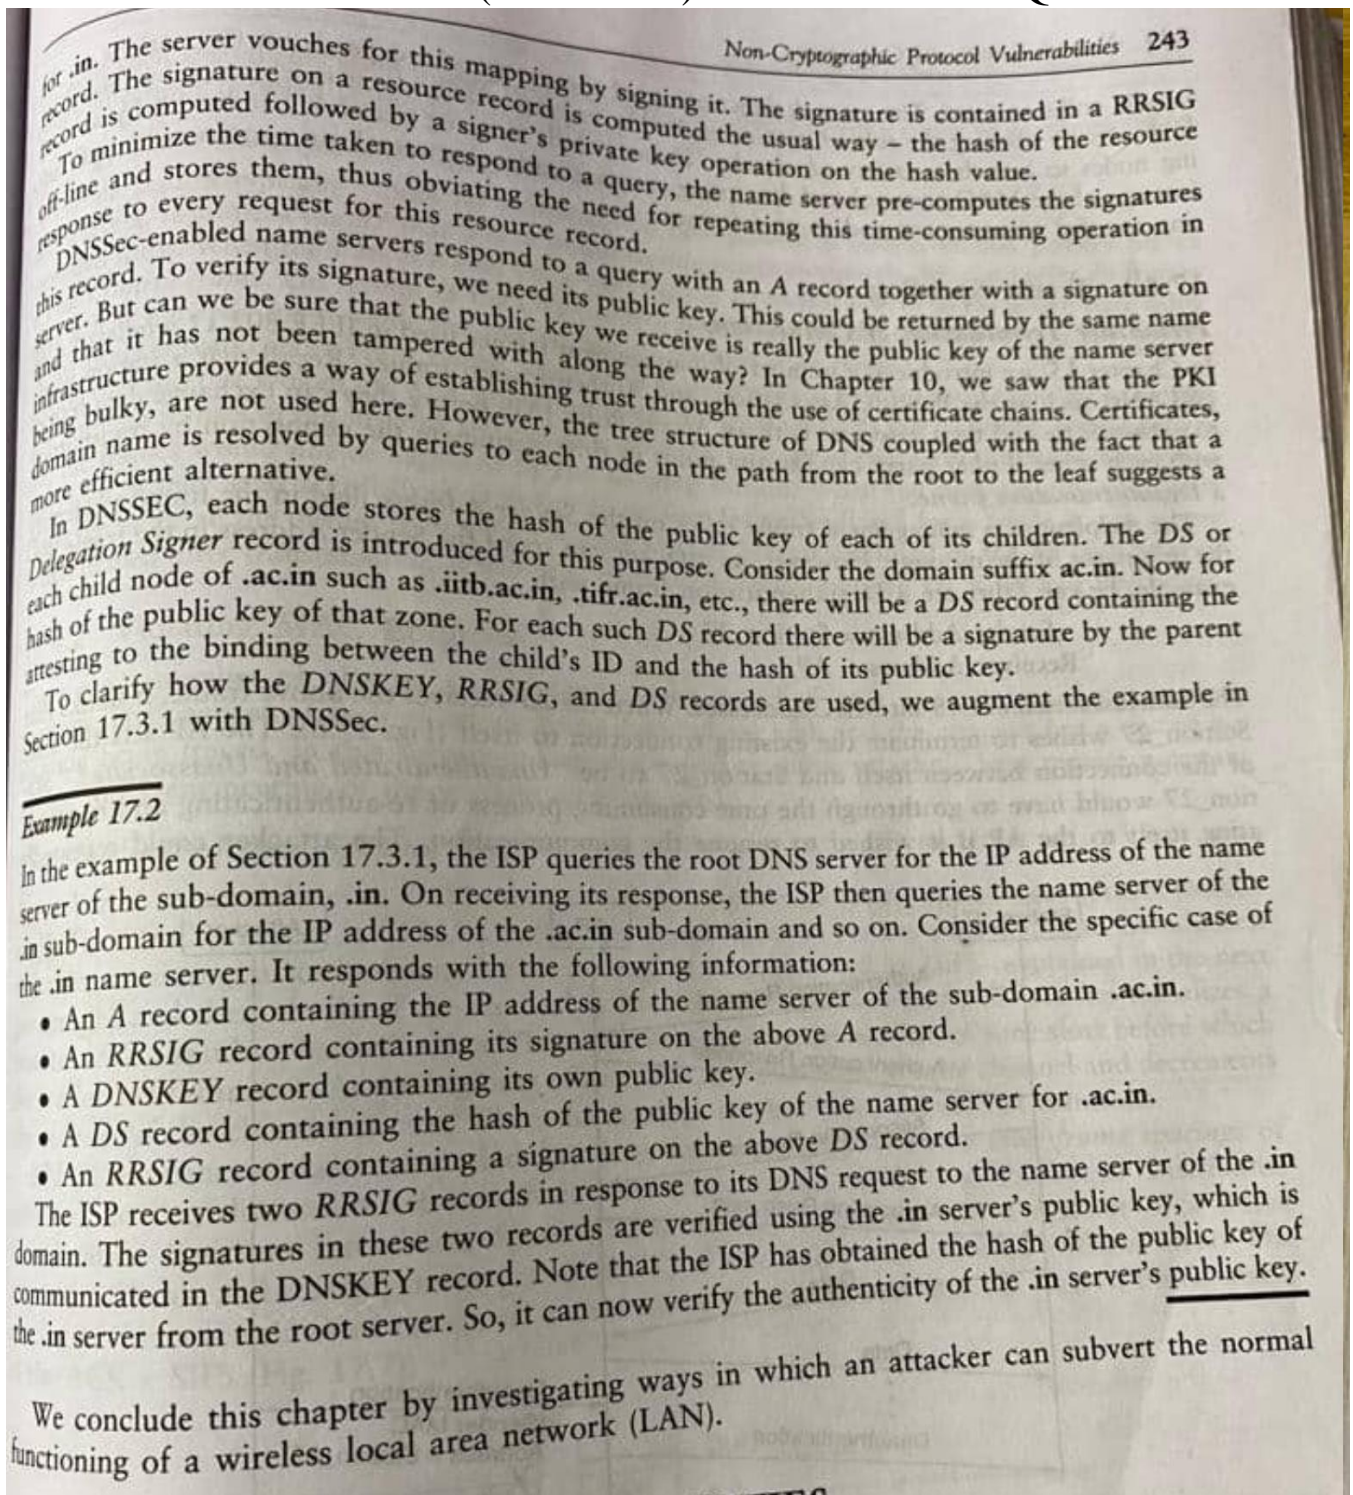 Non-Cryptographic Protocol Vulnerabilities 243
for .in. The server vouches for this mapping by signing it. The signature is contained in a RRSIG
record. The signature on a resource record is computed the usual way – the hash of the resource
record is computed followed by a signer's private key operation on the hash value.
To minimize the time taken to respond to a query, the name server pre-computes the signatures
off-line and stores them, thus obviating the need for repeating this time-consuming operation in
response to every request for this resource record.
DNSSec-enabled name servers respond to a query with an A record together with a signature on
this record. To verify its signature, we need its public key. This could be returned by the same name
server. But can we be sure that the public key we receive is really the public key of the name server
and that it has not been tampered with along the way? In Chapter 10, we saw that the PKI
infrastructure provides a way of establishing trust through the use of certificate chains. Certificates,
being bulky, are not used here. However, the tree structure of DNS coupled with the fact that a
domain name is resolved by queries to each node in the path from the root to the leaf suggests a
more efficient alternative.
In DNSSEC, each node stores the hash of the public key of each of its children. The DS or
Delegation Signer record is introduced for this purpose. Consider the domain suffix ac.in. Now for
each child node of .ac.in such as .iitb.ac.in, .tifr.ac.in, etc., there will be a DS record containing the
hash of the public key of that zone. For each such DS record there will be a signature by the parent
attesting to the binding between the child's ID and the hash of its public key.
To clarify how the DNSKEY, RRSIG, and DS records are used, we augment the example in
Section 17.3.1 with DNSSec.
Example 17.2
In the example of Section 17.3.1, the ISP queries the root DNS server for the IP address of the name
server of the sub-domain, .in. On receiving its response, the ISP then queries the name server of the
.in sub-domain for the IP address of the .ac.in sub-domain and so on. Consider the specific case of
the .in name server. It responds with the following information:
• An A record containing the IP address of the name server of the sub-domain .ac.in.
• An RRSIG record containing its signature on the above A record.
• A DNSKEY record containing its own public key.
• A DS record containing the hash of the public key of the name server for .ac.in.
• An RRSIG record containing a signature on the above DS record.
The ISP receives two RRSIG records in response to its DNS request to the name server of the .in
domain. The signatures in these two records are verified using the .in server's public key, which is
communicated in the DNSKEY record. Note that the ISP has obtained the hash of the public key of
the .in server from the root server. So, it can now verify the authenticity of the .in server's public key.
We conclude this chapter by investigating ways in which an attacker can subvert the normal
functioning of a wireless local area network (LAN).